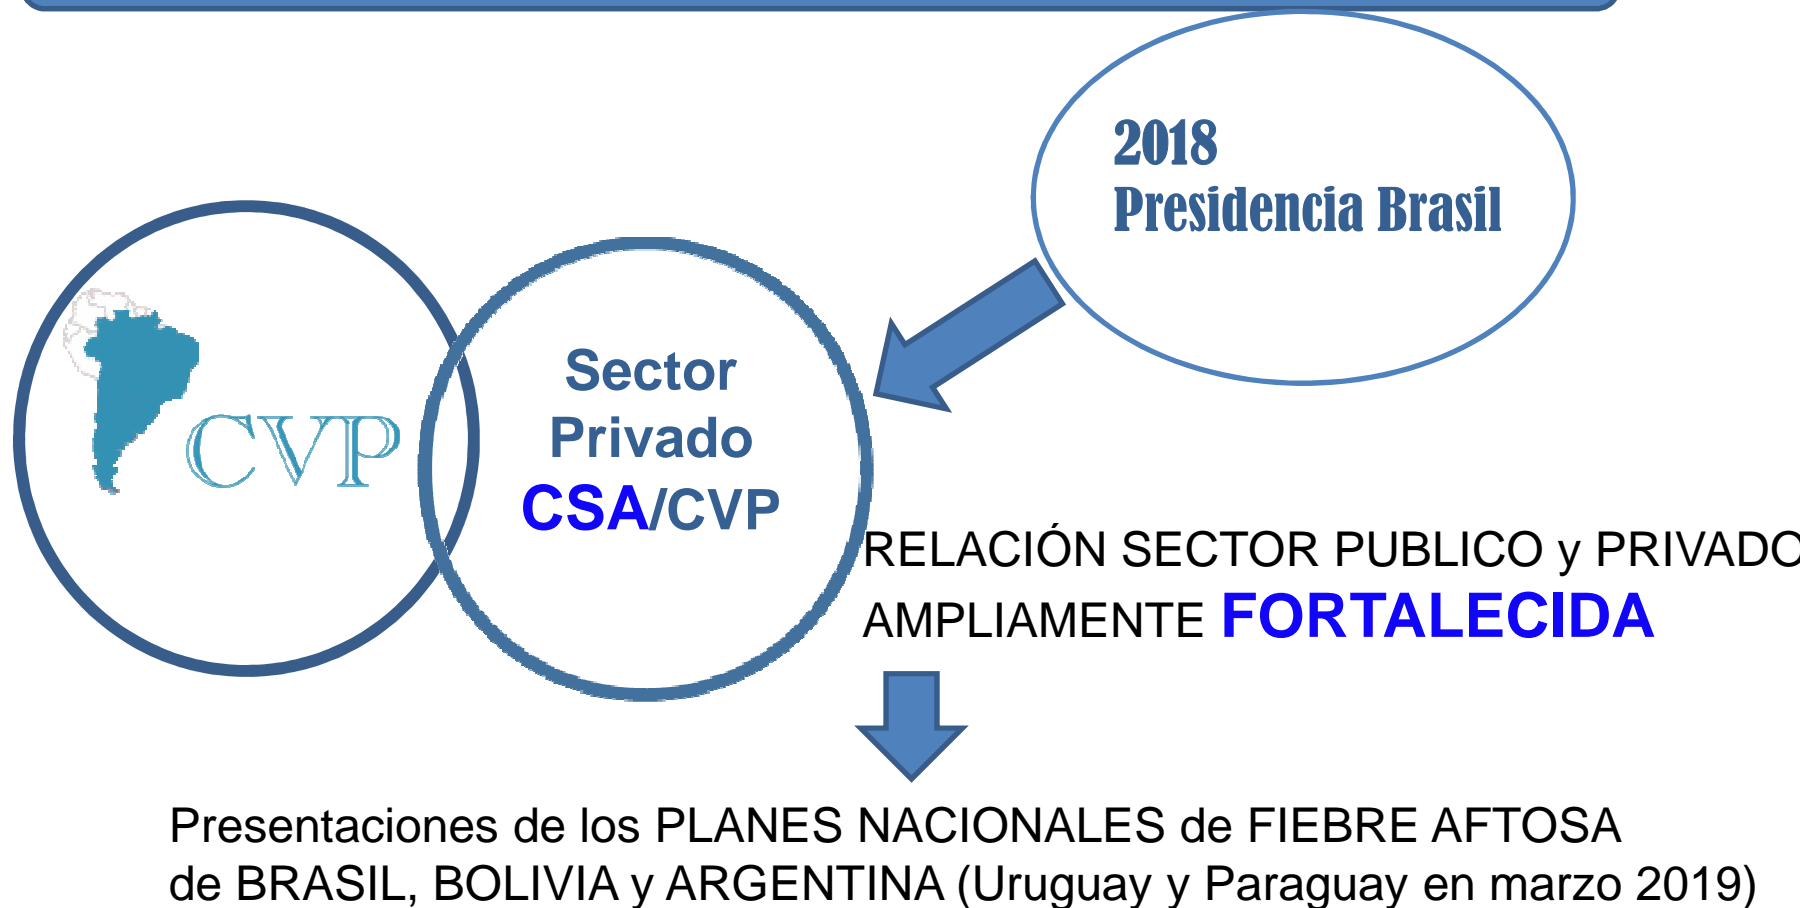 2018
Presidencia Brasil
CVP
Sector
Privado
CSA/CVP
RELACIÓN SECTOR PUBLICO y PRIVADO
AMPLIAMENTE FORTALECIDA
Presentaciones de los PLANES NACIONALES de FIEBRE AFTOSA
de BRASIL, BOLIVIA y ARGENTINA (Uruguay y Paraguay en marzo 2019)